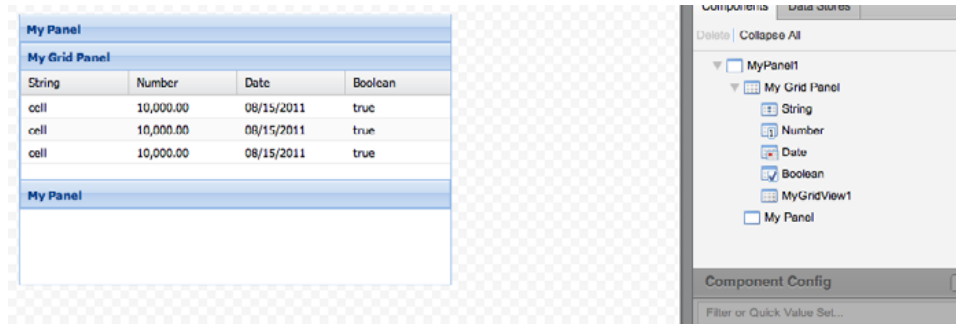 My Panel
My Grid Panel
String Number Date Boolean
cell 10,000.00 08/15/2011 true
cell 10,000.00 08/15/2011 true
cell 10,000.00 08/15/2011 true
My Panel
Components Data Stores
Delete Collapse All
MyPanel1
My Grid Panel
String
Number
Date
Boolean
MyGridView1
My Panel
Component Config
Filter or Quick Value Set...